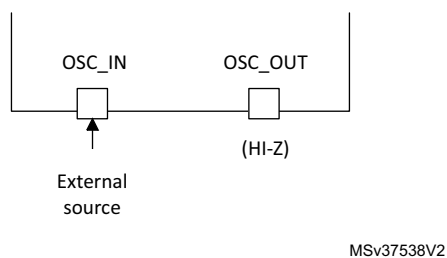 OSC_IN OSC_OUT
(HI-Z)
External
source
MSv37538V2